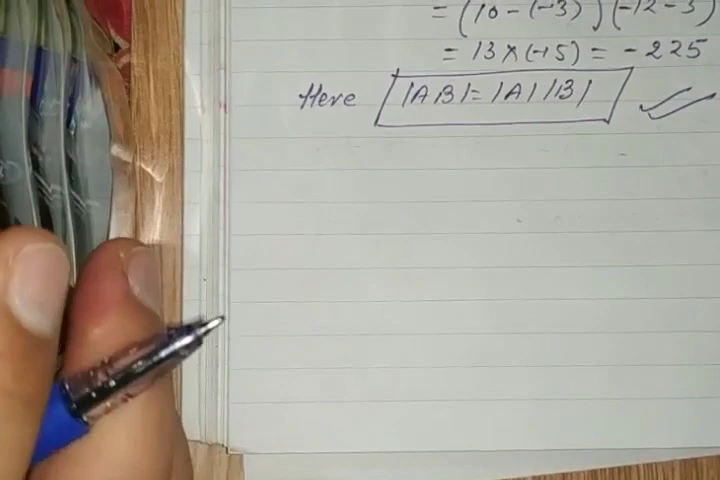 = (10 - (-3)) (-12 - 3)
= 13 × (-15) = - 225
Here |AB| = |A| |B|